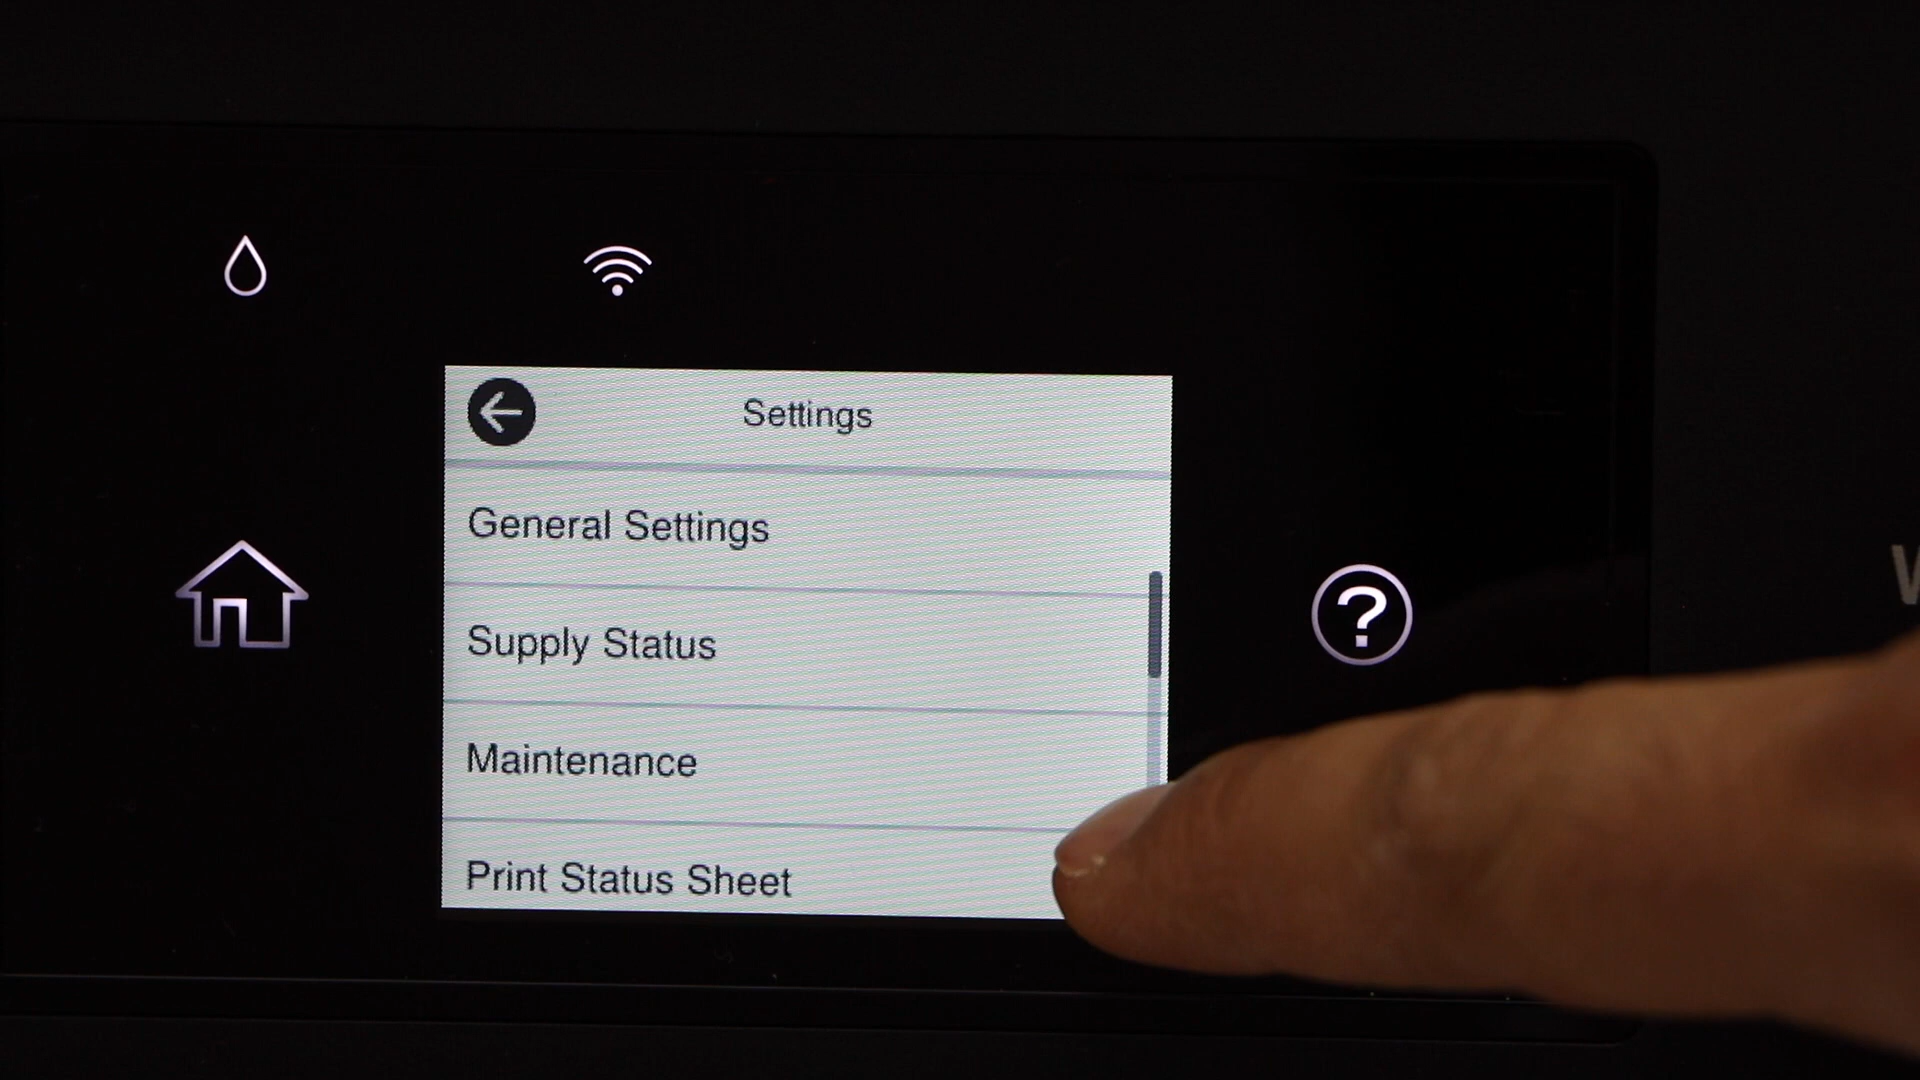 Settings
General Settings
Supply Status
Maintenance
Print Status Sheet
?